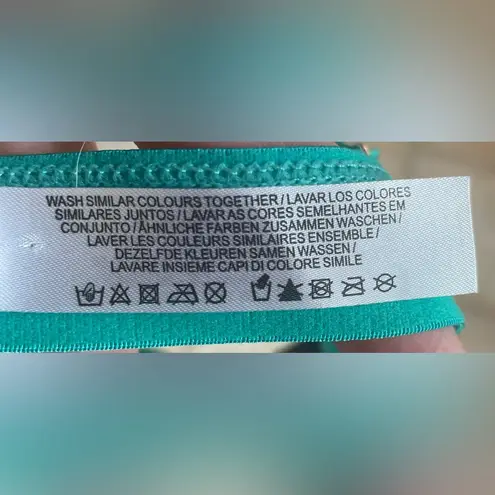 WASH SIMILAR COLOURS TOGETHER / LAVAR LOS COLORES
SIMILARES JUNTOS / LAVAR AS CORES SEMELHANTES EM
CONJUNTO / ÄHNLICHE FARBEN ZUSAMMEN WASCHEN /
LAVER LES COULEURS SIMILAIRES ENSEMBLE /
DEZELFDE KLEUREN SAMEN WASSEN /
LAVARE INSIEME CAPI DI COLORE SIMILE